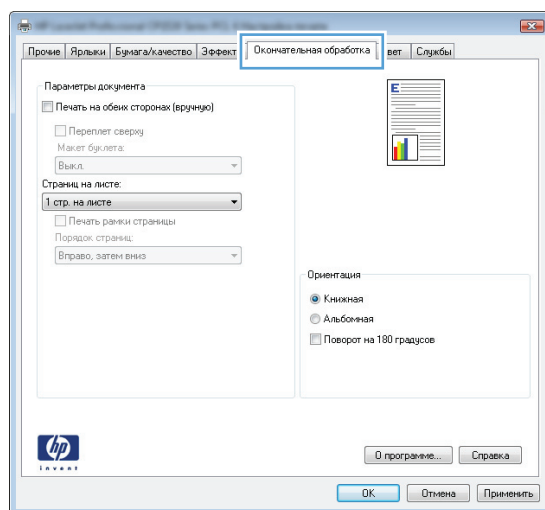 Прочие Ярлыки Бумага/качество Эффект Окончательная обработка вет Службы
Параметры документа
Печать на обеих сторонах (вручную)
Переплет сверху
Макет буклета:
Выкл.
Страниц на листе:
1 стр. на листе
Печать рамки страницы
Порядок страниц:
Вправо, затем вниз
E
Ориентация
Книжная
Альбомная
Поворот на 180 градусов
hp
invent
О программе... Справка
OK Отмена Применить